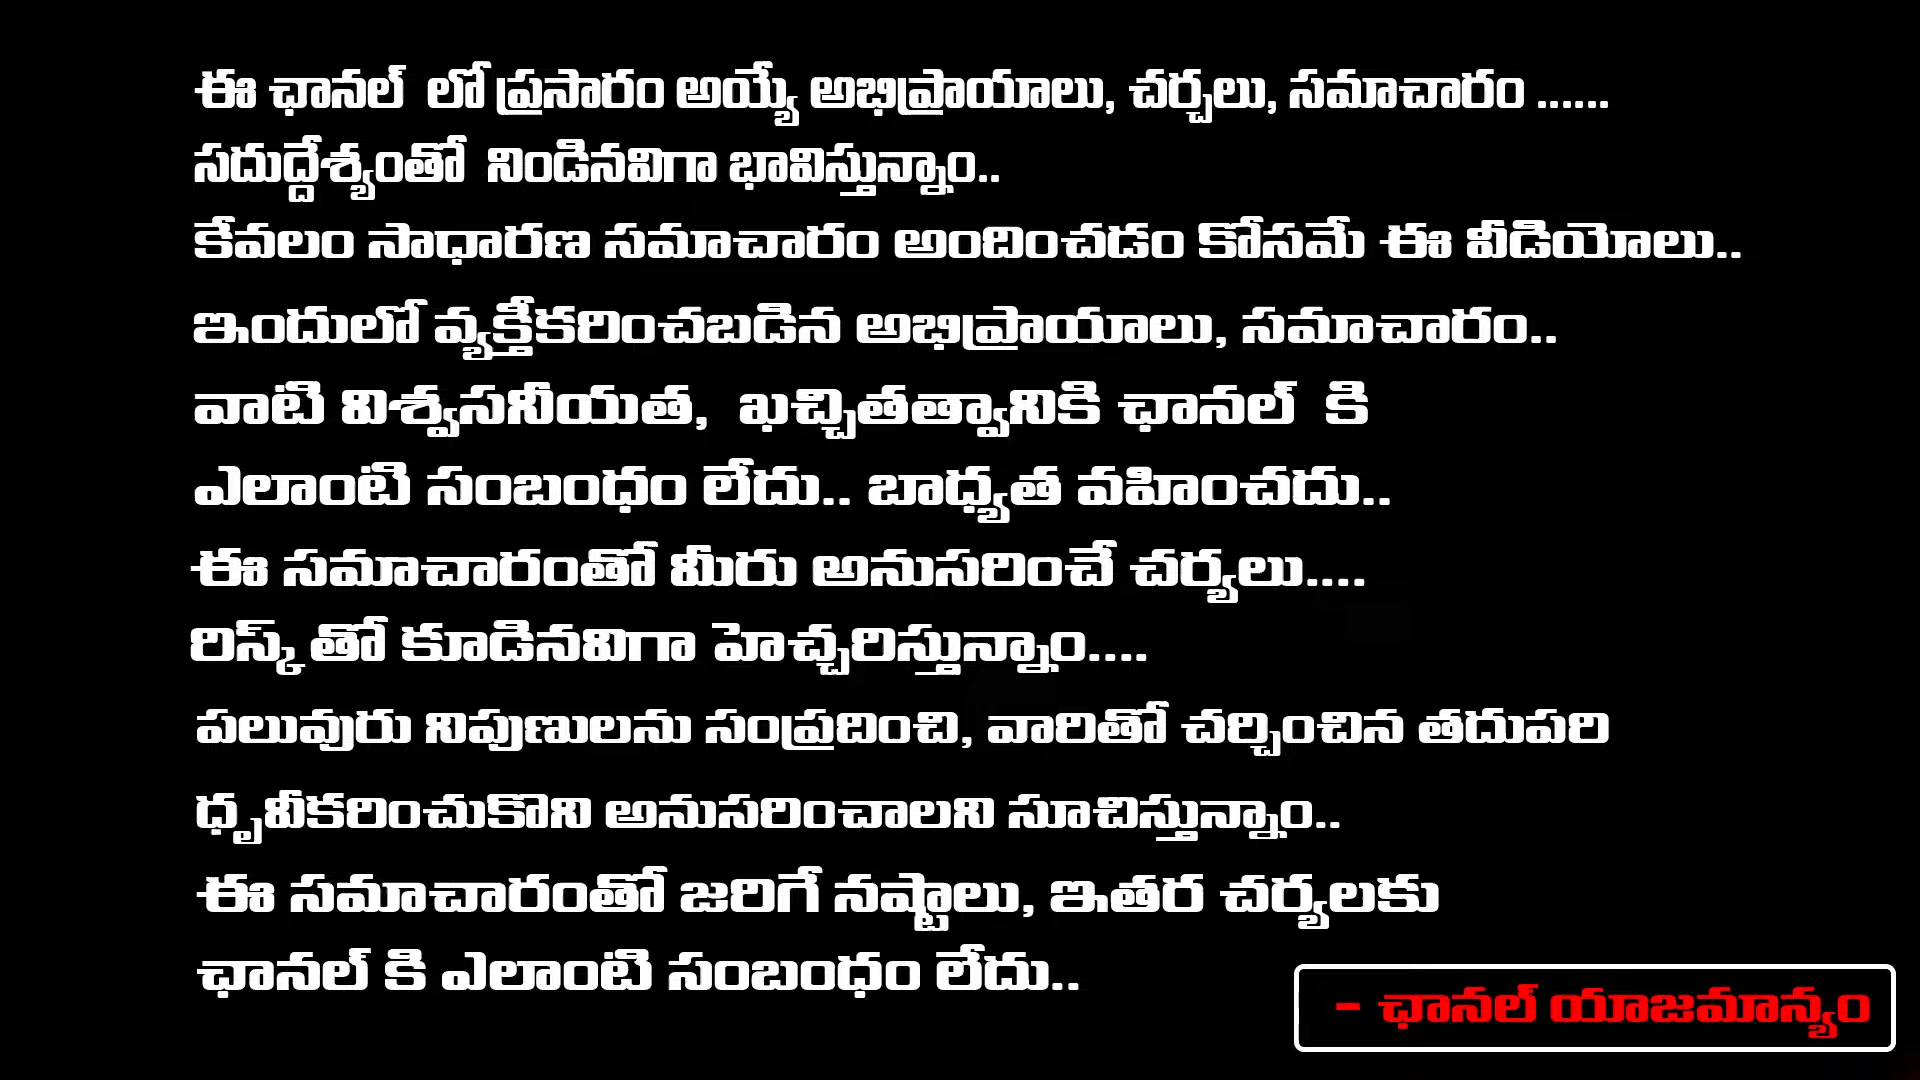 ఈ ఛానల్ లో ప్రసారం అయ్యే అభిప్రాయాలు, చర్చలు, సమాచారం ......
సదుద్దేశ్యంతో నిండినవిగా భావిస్తున్నాం..
కేవలం సాధారణ సమాచారం అందించడం కోసమే ఈ వీడియోలు..
ఇందులో వ్యక్తీకరించబడిన అభిప్రాయాలు, సమాచారం..
వాటి విశ్వసనీయత, ఖచ్చితత్వానికి ఛానల్ కి
ఎలాంటి సంబంధం లేదు.. బాధ్యత వహించదు..
ఈ సమాచారంతో మీరు అనుసరించే చర్యలు....
రిస్క్ తో కూడినవిగా హెచ్చరిస్తున్నాం....
పలువురు నిపుణులను సంప్రదించి, వారితో చర్చించిన తదుపరి
ధృవీకరించుకొని అనుసరించాలని సూచిస్తున్నాం..
ఈ సమాచారంతో జరిగే నష్టాలు, ఇతర చర్యలకు
ఛానల్ కి ఎలాంటి సంబంధం లేదు..
- ఛానల్ యాజమాన్యం